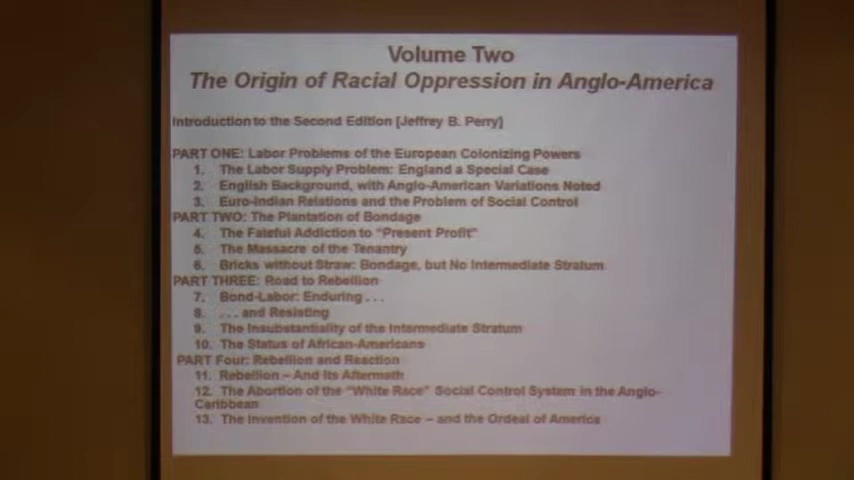 Volume Two
The Origin of Racial Oppression in Anglo-America
Introduction to the Second Edition [Jeffrey B. Perry]
PART ONE: Labor Problems of the European Colonizing Powers
1. The Labor Supply Problem: England a Special Case
2. English Background, with Anglo-American Variations Noted
3. Euro-Indian Relations and the Problem of Social Control
PART TWO: The Plantation of Bondage
4. The Fateful Addiction to "Present Profit"
5. The Massacre of the Tenantry
6. Bricks without Straw: Bondage, but No Intermediate Stratum
PART THREE: Road to Rebellion
7. Bond-Labor: Enduring . . .
8. . . . and Resisting
9. The Insubstantiality of the Intermediate Stratum
10. The Status of African-Americans
PART Four: Rebellion and Reaction
11. Rebellion – And Its Aftermath
12. The Abortion of the "White Race" Social Control System in the Anglo-
Caribbean
13. The Invention of the White Race – and the Ordeal of America